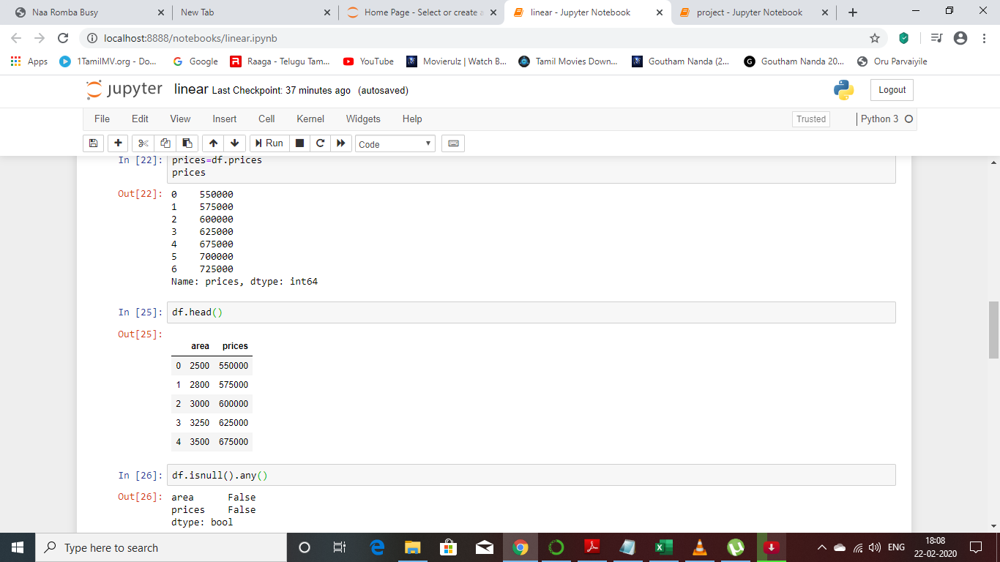 Naa Romba Busy
New Tab
Home Page - Select or create a
linear - Jupyter Notebook
project - Jupyter Notebook
localhost:8888/notebooks/linear.ipynb
Apps
1TamilMV.org - Do...
Google
Raaga - Telugu Tam...
YouTube
Movierulz | Watch B...
Tamil Movies Down...
Goutham Nanda (2...
Goutham Nanda 20...
Oru Parvaiyile
jupyter linear Last Checkpoint: 37 minutes ago (autosaved)
Logout
File Edit View Insert Cell Kernel Widgets Help
Trusted
Python 3
Run
Code
In [22]: prices=df.prices
prices
Out[22]: 0 550000
1 575000
2 600000
3 625000
4 675000
5 700000
6 725000
Name: prices, dtype: int64
In [25]: df.head()
Out[25]:
area prices
0 2500 550000
1 2800 575000
2 3000 600000
3 3250 625000
4 3500 675000
In [26]: df.isnull().any()
Out[26]: area False
prices False
dtype: bool
Type here to search
ENG
18:08
22-02-2020